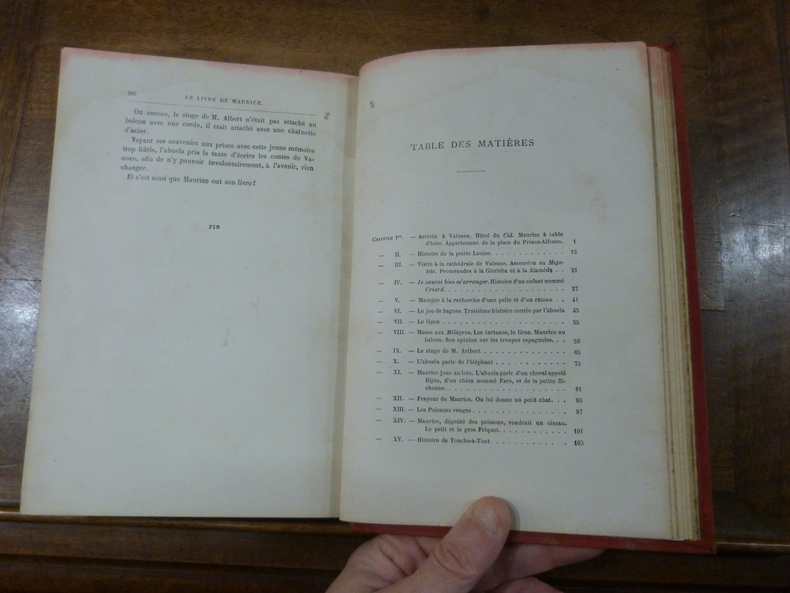 LE LIVRE DE MAURICE.
Ou encore, le singe de M. Albert n'était pas attaché au
balcon avec une corde, il était attaché avec une chaînette
d'acier.
Voyant ses souvenirs aux prises avec cette jeune mémoire
trop fidèle, l'abuela pria la tante d'écrire les contes de Va-
lence, afin de n'y pouvoir involontairement, à l'avenir, rien
changer.
Et c'est ainsi que Maurice eut son livre!
FIN
TABLE DES MATIÈRES
CHAPITRE Ier. — Arrivée à Valence. Hôtel du Cid. Maurice à table
d'hôte. Appartement de la place du Prince-Alfonso. 1
— II. — Histoire de la petite Louise. 15
— III. — Visite à la cathédrale de Valence. Ascension au Migue-
lete. Promenades à la Glorieta et à la Alameda. . 21
— IV. — Je saurai bien m'arranger. Histoire d'un enfant nommé
Criard. 27
— V. — Maurice à la recherche d'une pelle et d'un râteau . . 41
— VI. — Le jeu de bagues. Troisième histoire contée par l'abuela 45
— VII. — Le tigre. 55
— VIII. — Messe aux Milagros. Les tartanes, le Grao. Maurice au
balcon. Son opinion sur les troupes espagnoles. . . 59
— IX. — Le singe de M. Aribert 65
— X. — L'abuela parle de l'éléphant 75
— XI. — Maurice joue au loto. L'abuela parle d'un cheval appelé
Bijou, d'un chien nommé Faro, et de la petite Bi-
chonne. 81
— XII. — Frayeur de Maurice. On lui donne un petit chat. . . 93
— XIII. — Les Poissons rouges 97
— XIV. — Maurice, dégoûté des poissons, voudrait un oiseau.
Le petit et le gros Friquet. 101
— XV. — Histoire de Touche-à-Tout 105